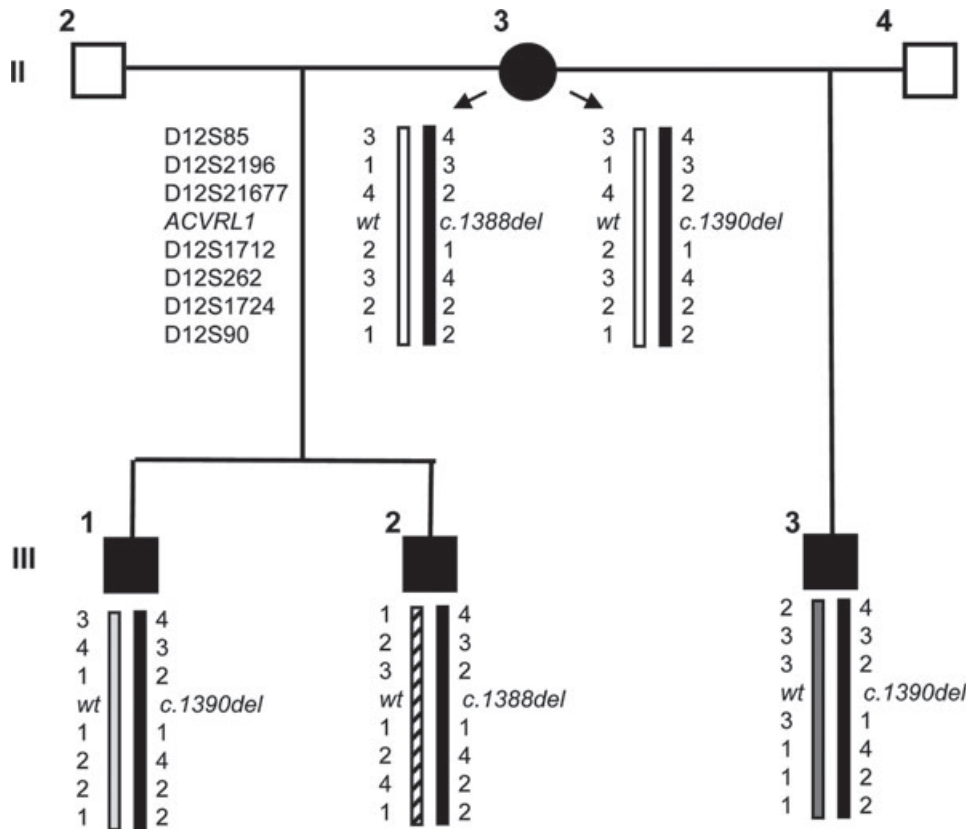 2 3 4
II
D12S85 3 4 3 4
D12S2196 1 3 1 3
D12S21677 4 2 4 2
ACVRL1 wt c.1388del wt c.1390del
D12S1712 2 1 2 1
D12S262 3 4 3 4
D12S1724 2 2 2 2
D12S90 1 2 1 2
1 2 3
III
3 4 1 4 2 4
4 3 2 3 3 3
1 2 3 2 3 2
wt c.1390del wt c.1388del wt c.1390del
1 1 1 1 3 1
2 4 2 4 1 4
2 2 4 2 1 2
1 2 1 2 1 2